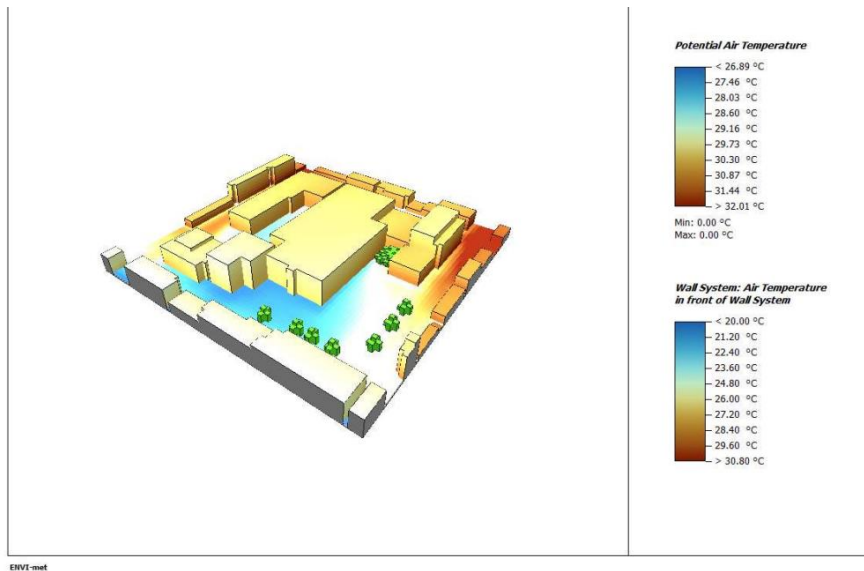 Potential Air Temperature
< 26.89 °C
27.46 °C
28.03 °C
28.60 °C
29.16 °C
29.73 °C
30.30 °C
30.87 °C
31.44 °C
> 32.01 °C
Min: 0.00 °C
Max: 0.00 °C
Wall System: Air Temperature
in front of Wall System
< 20.00 °C
21.20 °C
22.40 °C
23.60 °C
24.80 °C
26.00 °C
27.20 °C
28.40 °C
29.60 °C
> 30.80 °C
ENVI-met